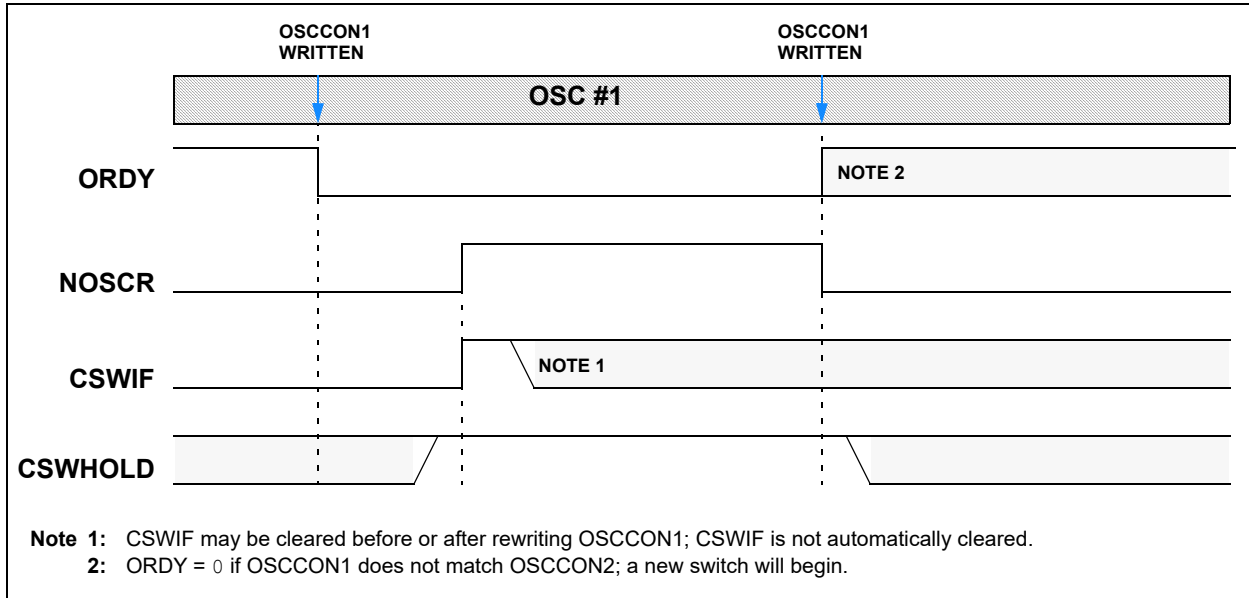 OSCCON1
WRITTEN
OSCCON1
WRITTEN
OSC #1
ORDY
NOTE 2
NOSCR
CSWIF
NOTE 1
CSWHOLD
Note 1: CSWIF may be cleared before or after rewriting OSCCON1; CSWIF is not automatically cleared.
2: ORDY = 0 if OSCCON1 does not match OSCCON2; a new switch will begin.